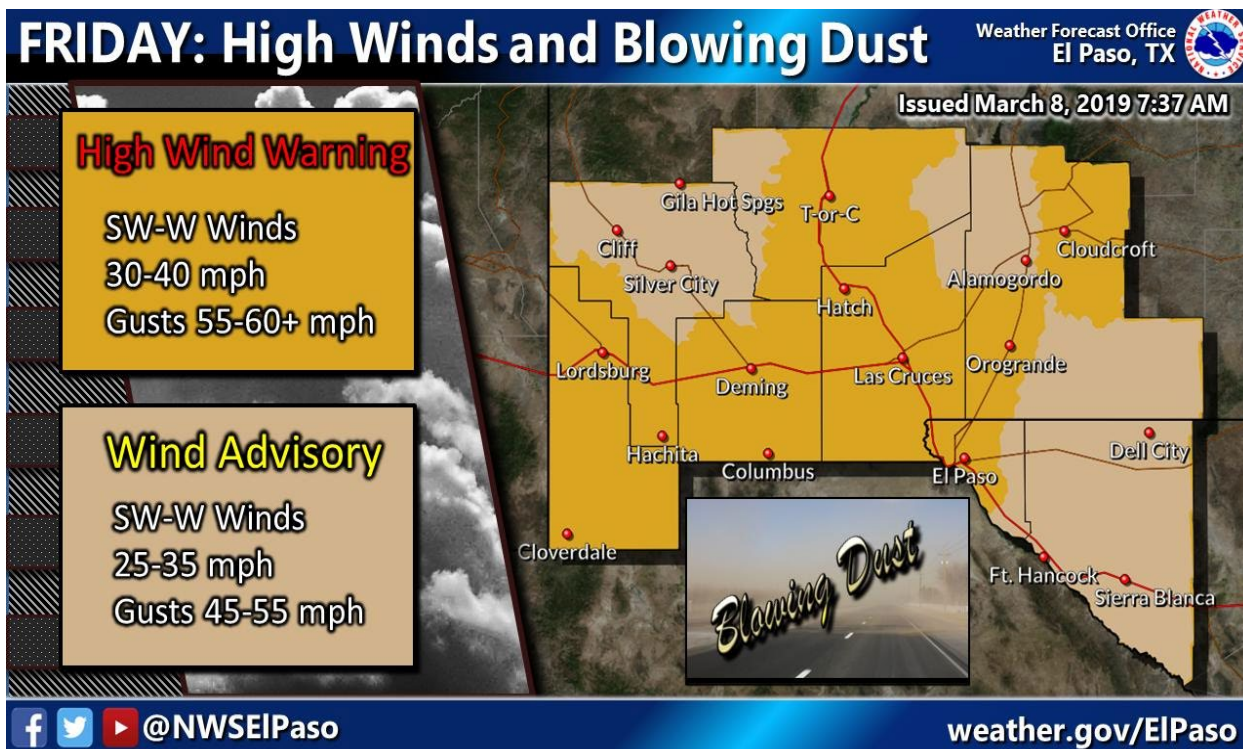 FRIDAY: High Winds and Blowing Dust
Weather Forecast Office
El Paso, TX
NATIONAL WEATHER SERVICE
Issued March 8, 2019 7:37 AM
High Wind Warning
SW-W Winds
30-40 mph
Gusts 55-60+ mph
Wind Advisory
SW-W Winds
25-35 mph
Gusts 45-55 mph
Gila Hot Spgs
T-or-C
Cliff
Cloudcroft
Silver City
Alamogordo
Hatch
Lordsburg
Deming
Las Cruces
Orogrande
Hachita
Columbus
El Paso
Dell City
Cloverdale
Ft. Hancock
Sierra Blanca
Blowing Dust
@NWSElPaso
weather.gov/ElPaso